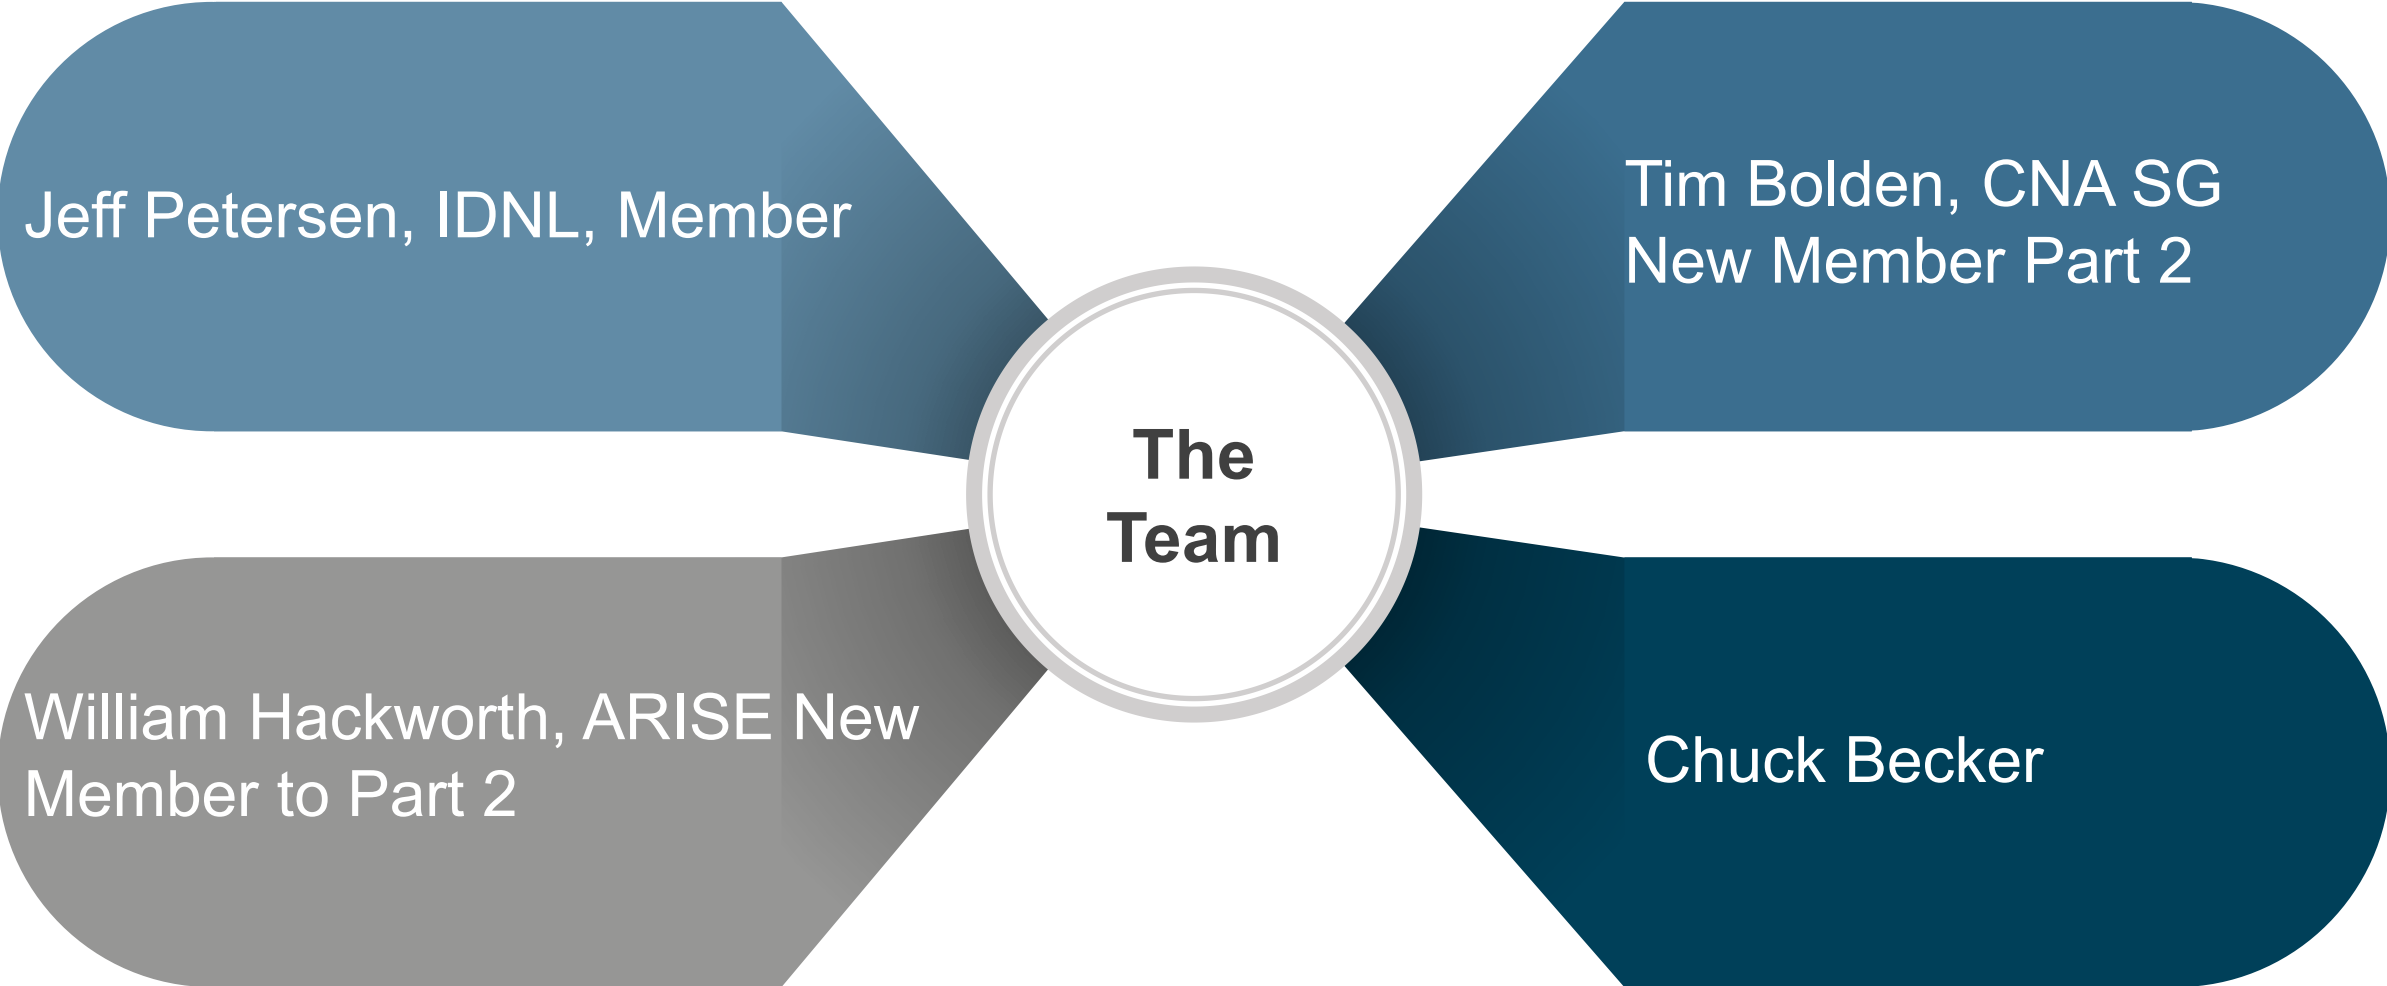 Jeff Petersen, IDNL, Member
Tim Bolden, CNA SG
New Member Part 2
The
Team
William Hackworth, ARISE New
Member to Part 2
Chuck Becker